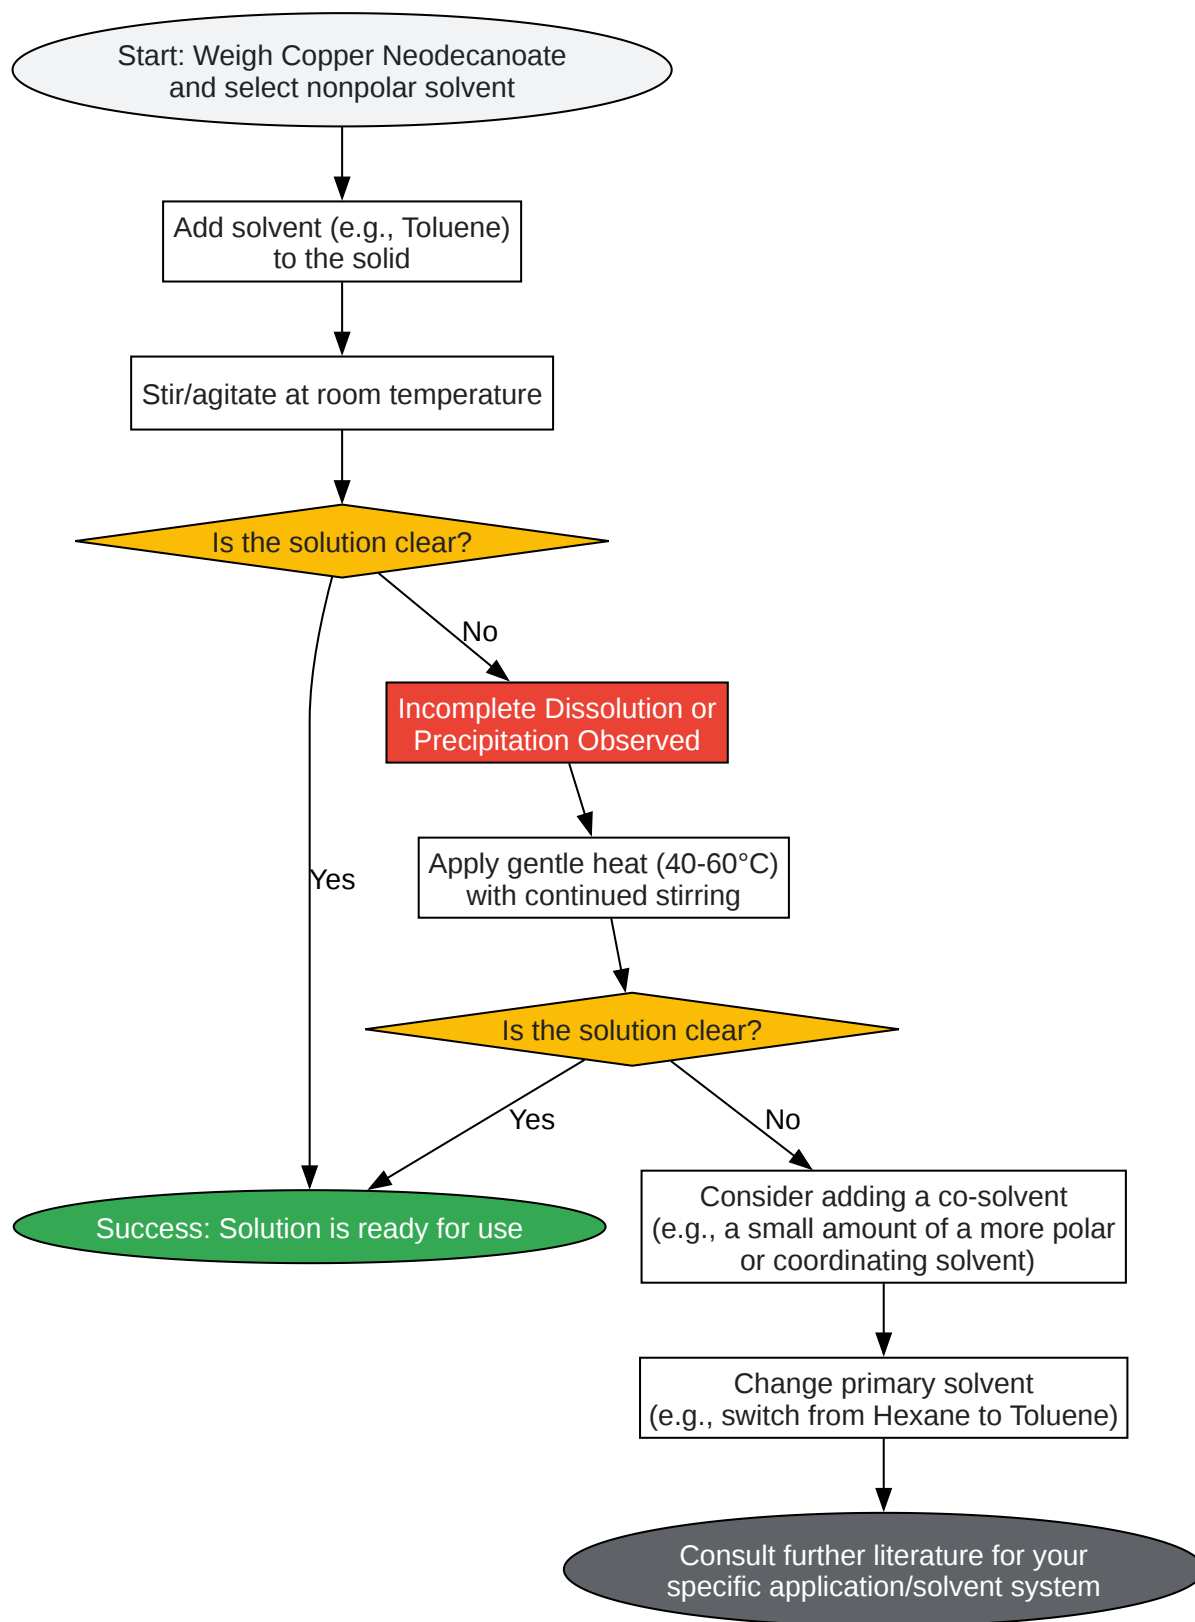 Start: Weigh Copper Neodecanoate
and select nonpolar solvent
Add solvent (e.g., Toluene)
to the solid
Stir/agitate at room temperature
Is the solution clear?
No
Incomplete Dissolution or
Precipitation Observed
Yes
Apply gentle heat (40-60°C)
with continued stirring
Is the solution clear?
Yes
No
Success: Solution is ready for use
Consider adding a co-solvent
(e.g., a small amount of a more polar
or coordinating solvent)
Change primary solvent
(e.g., switch from Hexane to Toluene)
Consult further literature for your
specific application/solvent system